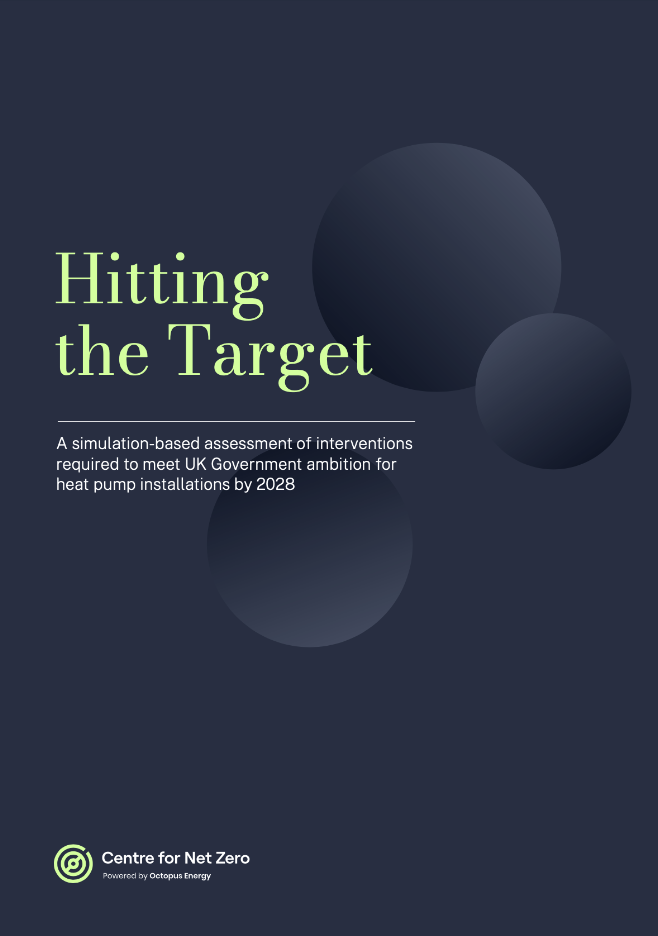 Hitting
the Target
A simulation-based assessment of interventions
required to meet UK Government ambition for
heat pump installations by 2028
Centre for Net Zero
Powered by Octopus Energy